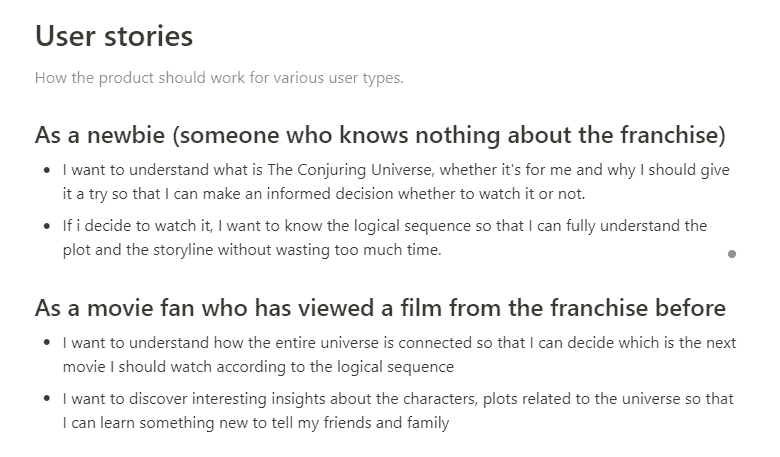 User stories
How the product should work for various user types.
As a newbie (someone who knows nothing about the franchise)
• I want to understand what is The Conjuring Universe, whether it's for me and why I should give
it a try so that I can make an informed decision whether to watch it or not.
• If i decide to watch it, I want to know the logical sequence so that I can fully understand the
plot and the storyline without wasting too much time.
As a movie fan who has viewed a film from the franchise before
• I want to understand how the entire universe is connected so that I can decide which is the next
movie I should watch according to the logical sequence
• I want to discover interesting insights about the characters, plots related to the universe so that
I can learn something new to tell my friends and family